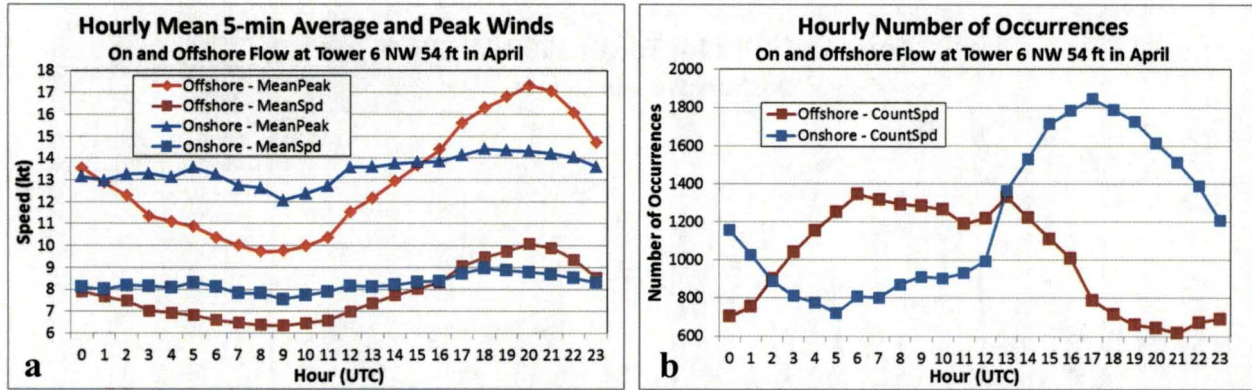 Hourly Mean 5-min Average and Peak Winds
On and Offshore Flow at Tower 6 NW 54 ft in April
Speed (kt)
18
17
16
15
14
13
12
11
10
9
8
7
6
Offshore - MeanPeak
Offshore - MeanSpd
Onshore - MeanPeak
Onshore - MeanSpd
0 1 2 3 4 5 6 7 8 9 10 11 12 13 14 15 16 17 18 19 20 21 22 23
Hour (UTC)
a
Hourly Number of Occurrences
On and Offshore Flow at Tower 6 NW 54 ft in April
Number of Occurrences
2000
1800
1600
1400
1200
1000
800
600
Offshore - CountSpd
Onshore - CountSpd
0 1 2 3 4 5 6 7 8 9 10 11 12 13 14 15 16 17 18 19 20 21 22 23
Hour (UTC)
b